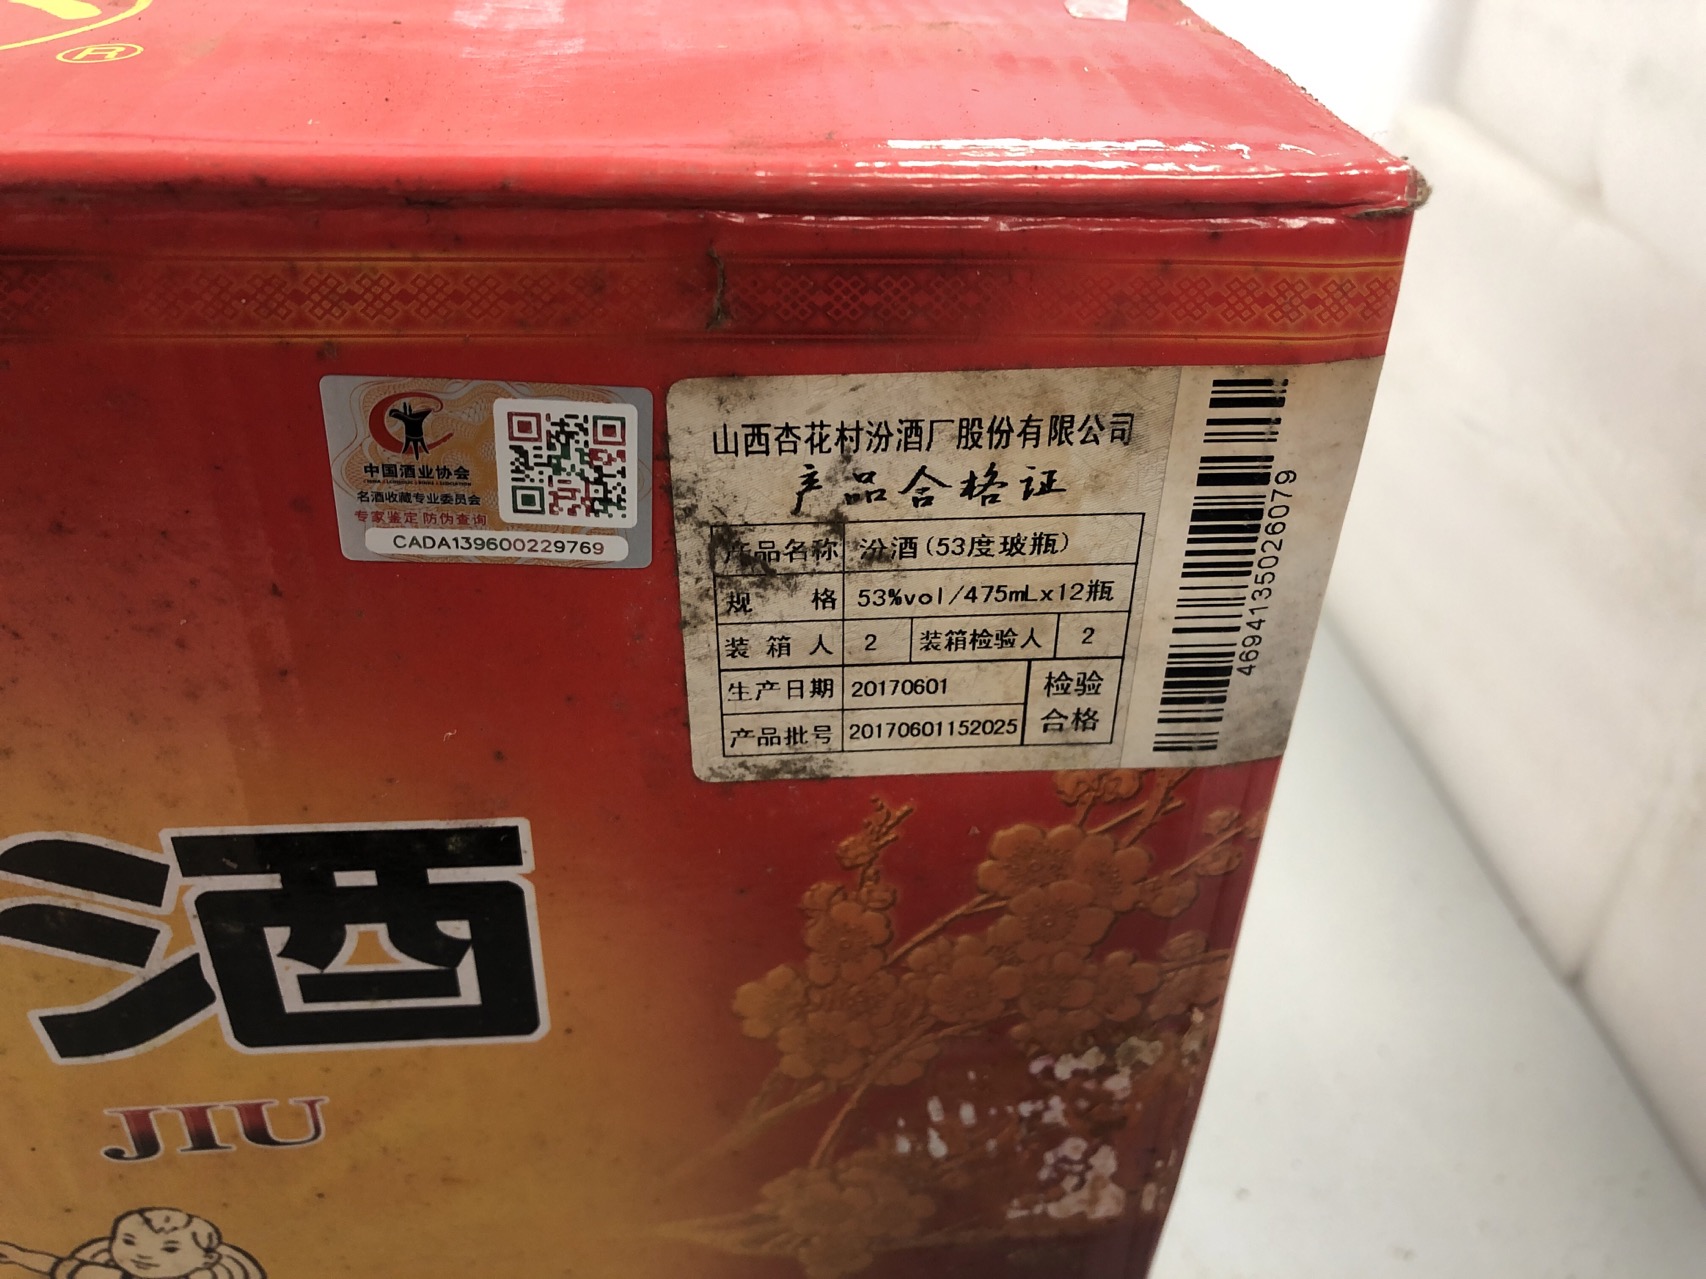 ®
中国酒业协会
名酒收藏专业委员会
专家鉴定 防伪查询
CADA139600229769
山西杏花村汾酒厂股份有限公司
产品合格证
产品名称 汾酒(53度玻瓶)
规 格 53%vol/475mLx12瓶
装箱人 2 装箱检验人 2
生产日期 20170601 检验
产品批号 20170601152025 合格
4694135026079
酒
JIU